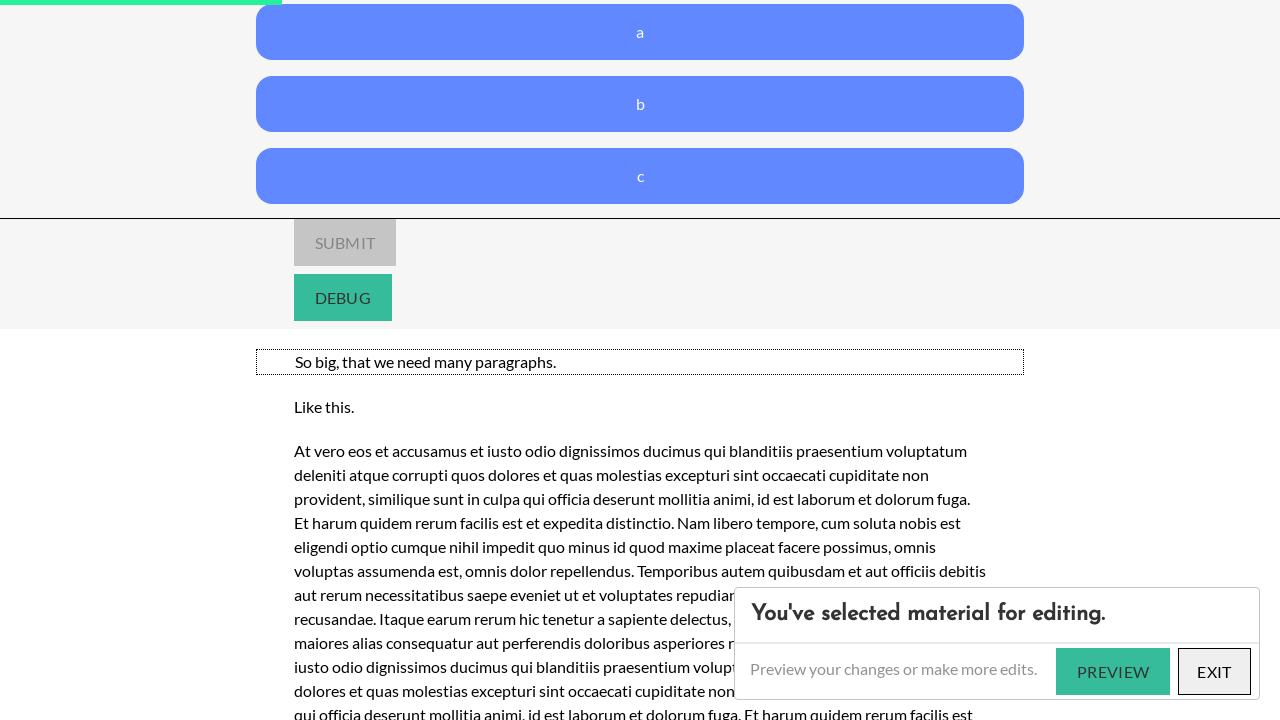 a
b
c
SUBMIT
DEBUG
So big, that we need many paragraphs.
Like this.
At vero eos et accusamus et iusto odio dignissimos ducimus qui blanditiis praesentium voluptatum
deleniti atque corrupti quos dolores et quas molestias excepturi sint occaecati cupiditate non
provident, similique sunt in culpa qui officia deserunt mollitia animi, id est laborum et dolorum fuga.
Et harum quidem rerum facilis est et expedita distinctio. Nam libero tempore, cum soluta nobis est
eligendi optio cumque nihil impedit quo minus id quod maxime placeat facere possimus, omnis
voluptas assumenda est, omnis dolor repellendus. Temporibus autem quibusdam et aut officiis debitis
aut rerum necessitatibus saepe eveniet ut et voluptates
recusandae. Itaque earum rerum hic tenetur a sapiente delectus,
maiores alias consequatur aut perferendis doloribus asperiores
iusto odio dignissimos ducimus qui blanditiis praesentium
dolores et quas molestias excepturi sint occaecati cupiditate non
qui officia deserunt mollitia animi, id est laborum et dolorum fuga. Et harum quidem rerum facilis est
You've selected material for editing.
Preview your changes or make more edits.
PREVIEW
EXIT